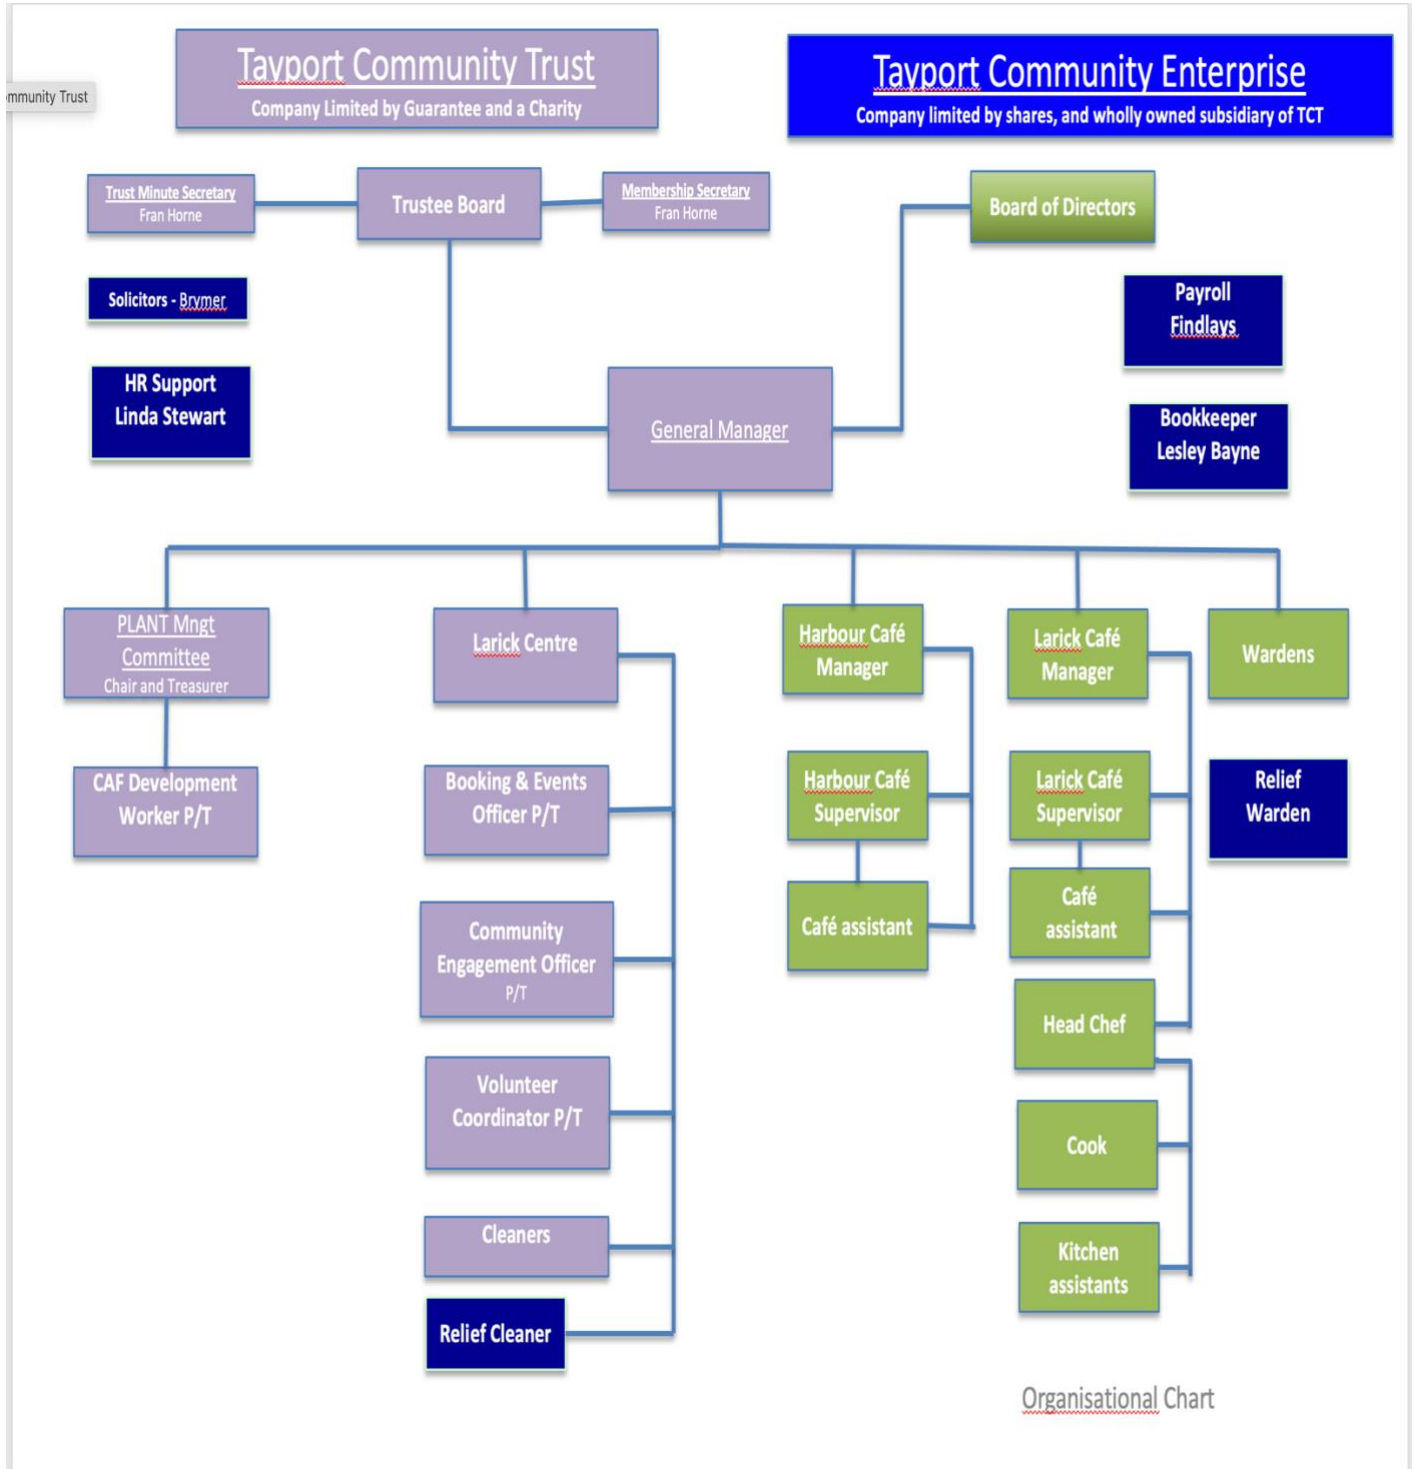 Tayport Community Trust
Company Limited by Guarantee and a Charity
Tayport Community Enterprise
Company limited by shares, and wholly owned subsidiary of TCT
ommunity Trust
Trust Minute Secretary
Fran Horne
Trustee Board
Membership Secretary
Fran Horne
Board of Directors
Solicitors - Brymer
Payroll
Findlays
HR Support
Linda Stewart
General Manager
Bookkeeper
Lesley Bayne
PLANT Mngt
Committee
Chair and Treasurer
CAF Development
Worker P/T
Larick Centre
Booking & Events
Officer P/T
Community
Engagement Officer
P/T
Volunteer
Coordinator P/T
Cleaners
Relief Cleaner
Harbour Café
Manager
Harbour Café
Supervisor
Café assistant
Larick Café
Manager
Larick Café
Supervisor
Café
assistant
Head Chef
Cook
Kitchen
assistants
Wardens
Relief
Warden
Organisational Chart